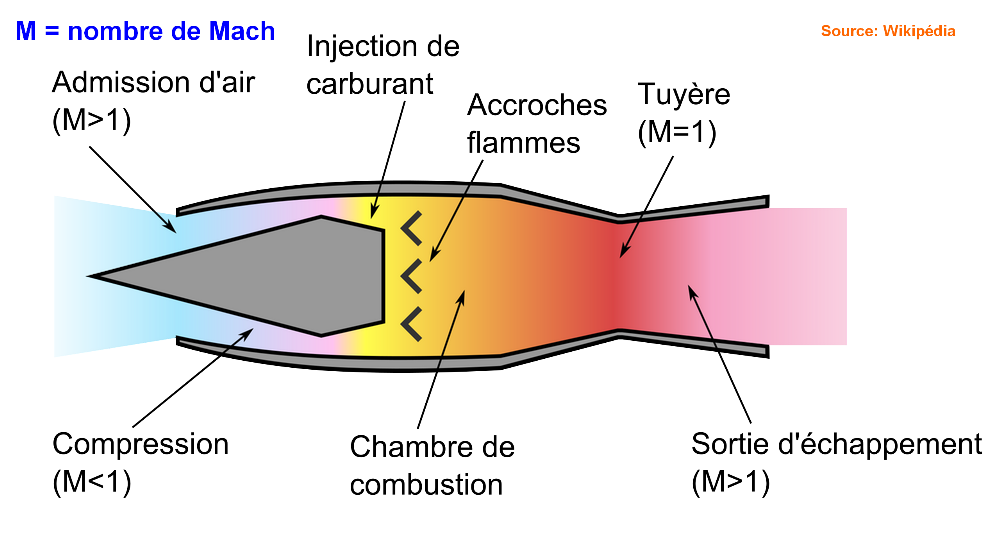 M = nombre de Mach
Source: Wikipédia
Injection de
carburant
Admission d'air
(M>1)
Accroches
flammes
Tuyère
(M=1)
Compression
(M<1)
Chambre de
combustion
Sortie d'échappement
(M>1)